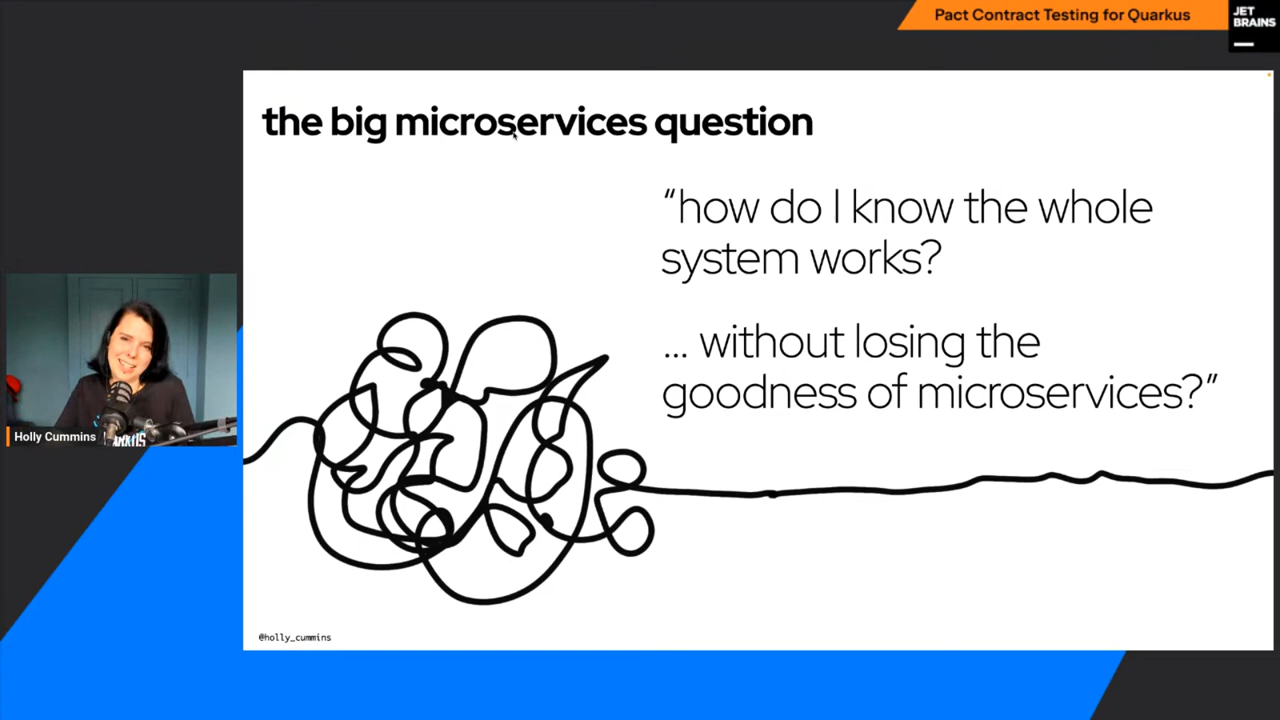 Pact Contract Testing for Quarkus
JET
BRAINS
the big microservices question
“how do I know the whole
system works?
... without losing the
goodness of microservices?”
Holly Cummins
@holly_cummins